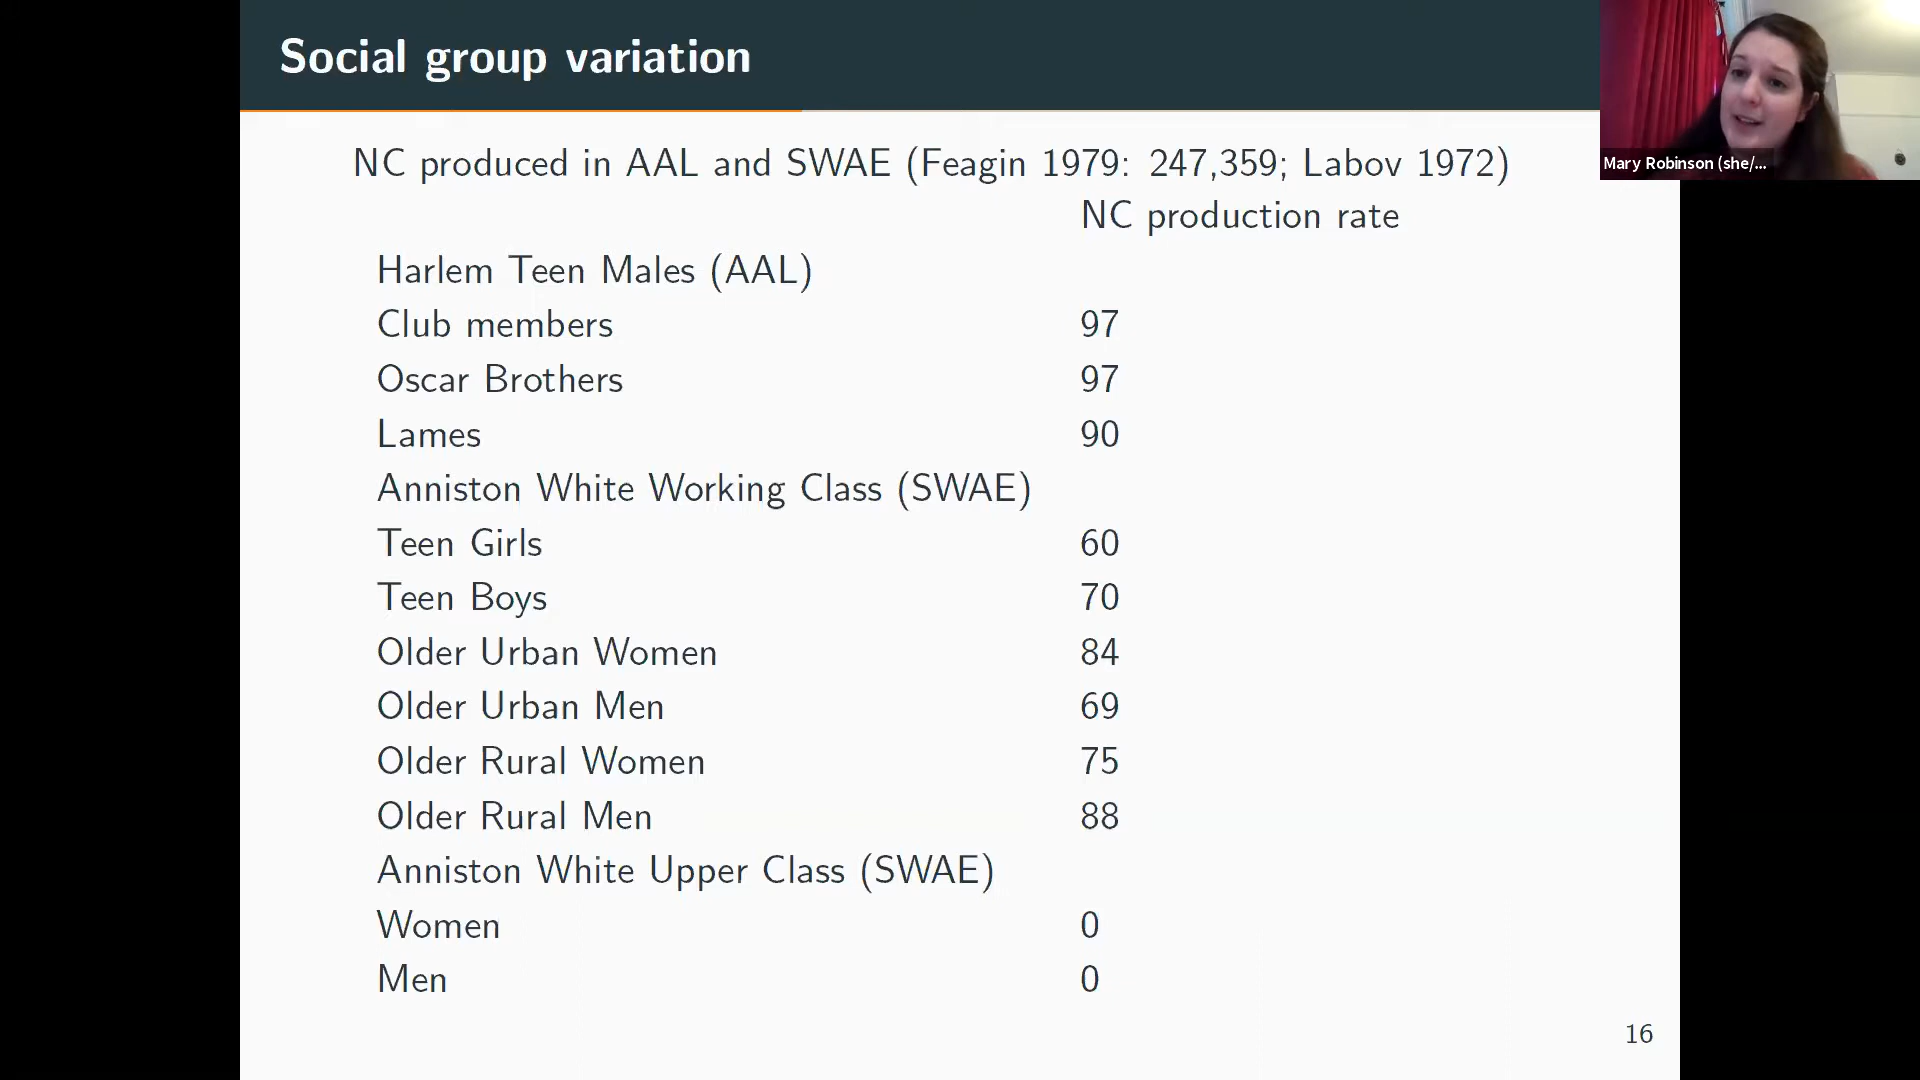 Social group variation
Mary Robinson (she/...
NC produced in AAL and SWAE (Feagin 1979: 247,359; Labov 1972)
NC production rate
Harlem Teen Males (AAL)
Club members 97
Oscar Brothers 97
Lames 90
Anniston White Working Class (SWAE)
Teen Girls 60
Teen Boys 70
Older Urban Women 84
Older Urban Men 69
Older Rural Women 75
Older Rural Men 88
Anniston White Upper Class (SWAE)
Women 0
Men 0
16